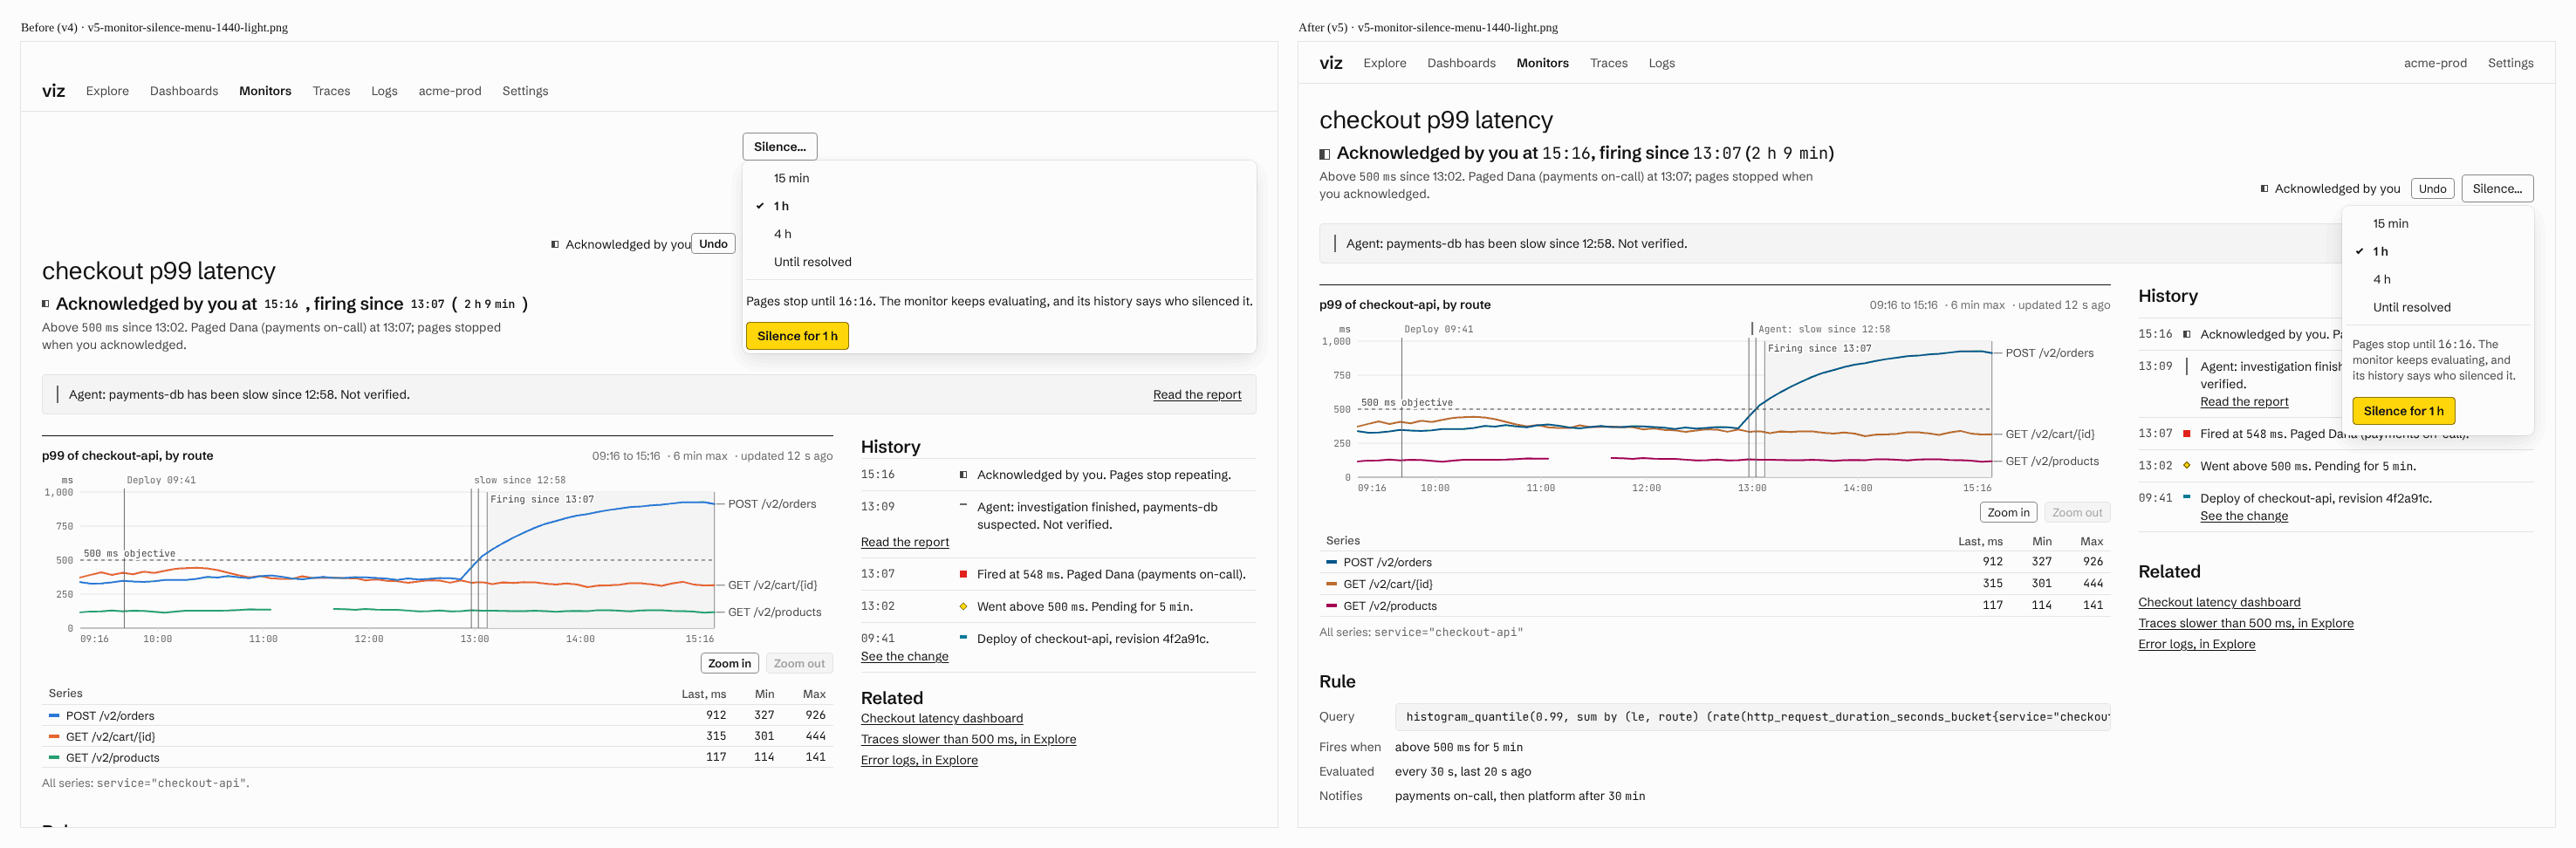 Before (v4) · v5-monitor-silence-menu-1440-light.png
viz Explore Dashboards Monitors Traces Logs acme-prod Settings
Silence...
15 min
1 h
4 h
Until resolved
Pages stop until 16:16. The monitor keeps evaluating, and its history says who silenced it.
Silence for 1 h
Acknowledged by you Undo
checkout p99 latency
Acknowledged by you at 15:16 , firing since 13:07 ( 2 h 9 min )
Above 500 ms since 13:02. Paged Dana (payments on-call) at 13:07; pages stopped
when you acknowledged.
Agent: payments-db has been slow since 12:58. Not verified. Read the report
p99 of checkout-api, by route 09:16 to 15:16 · 6 min max · updated 12 s ago
ms Deploy 09:41 slow since 12:58
1,000 Firing since 13:07
POST /v2/orders
750
500 ms objective
500
GET /v2/cart/{id}
250
GET /v2/products
0
09:16 10:00 11:00 12:00 13:00 14:00 15:16
Zoom in Zoom out
Series Last, ms Min Max
POST /v2/orders 912 327 926
GET /v2/cart/{id} 315 301 444
GET /v2/products 117 114 141
All series: service="checkout-api".
History
15:16 Acknowledged by you. Pages stop repeating.
13:09 Agent: investigation finished, payments-db
suspected. Not verified.
Read the report
13:07 Fired at 548 ms. Paged Dana (payments on-call).
13:02 Went above 500 ms. Pending for 5 min.
09:41 Deploy of checkout-api, revision 4f2a91c.
See the change
Related
Checkout latency dashboard
Traces slower than 500 ms, in Explore
Error logs, in Explore
After (v5) · v5-monitor-silence-menu-1440-light.png
viz Explore Dashboards Monitors Traces Logs acme-prod Settings
checkout p99 latency
Acknowledged by you at 15:16, firing since 13:07 (2 h 9 min)
Above 500 ms since 13:02. Paged Dana (payments on-call) at 13:07; pages stopped when
you acknowledged.
Acknowledged by you Undo Silence...
15 min
1 h
4 h
Until resolved
Pages stop until 16:16. The
monitor keeps evaluating, and
its history says who silenced it.
Silence for 1 h
Agent: payments-db has been slow since 12:58. Not verified.
p99 of checkout-api, by route 09:16 to 15:16 · 6 min max · updated 12 s ago
ms Deploy 09:41 Agent: slow since 12:58
1,000 Firing since 13:07
POST /v2/orders
750
500 ms objective
500
GET /v2/cart/{id}
250
GET /v2/products
0
09:16 10:00 11:00 12:00 13:00 14:00 15:16
Zoom in Zoom out
Series Last, ms Min Max
POST /v2/orders 912 327 926
GET /v2/cart/{id} 315 301 444
GET /v2/products 117 114 141
All series: service="checkout-api"
Rule
Query histogram_quantile(0.99, sum by (le, route) (rate(http_request_duration_seconds_bucket{service="checkout
Fires when above 500 ms for 5 min
Evaluated every 30 s, last 20 s ago
Notifies payments on-call, then platform after 30 min
History
15:16 Acknowledged by you.
13:09 Agent: investigation
verified.
Read the report
13:07 Fired at 548 ms. Paged Dana (payments on-call).
13:02 Went above 500 ms. Pending for 5 min.
09:41 Deploy of checkout-api, revision 4f2a91c.
See the change
Related
Checkout latency dashboard
Traces slower than 500 ms, in Explore
Error logs, in Explore